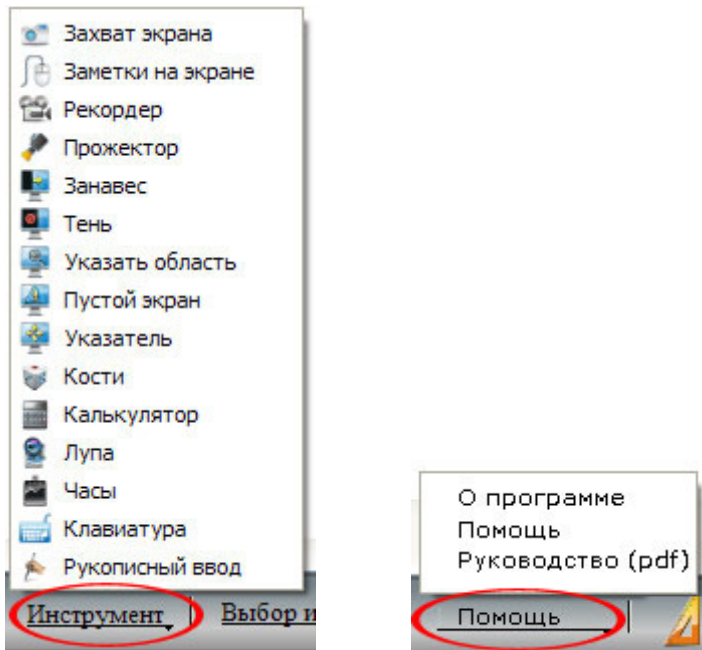 Захват экрана
Заметки на экране
Рекордер
Прожектор
Занавес
Тень
Указать область
Пустой экран
Указатель
Кости
Калькулятор
Лупа
Часы
Клавиатура
Рукописный ввод
Инструмент
Выбор и
О программе
Помощь
Руководство (pdf)
Помощь